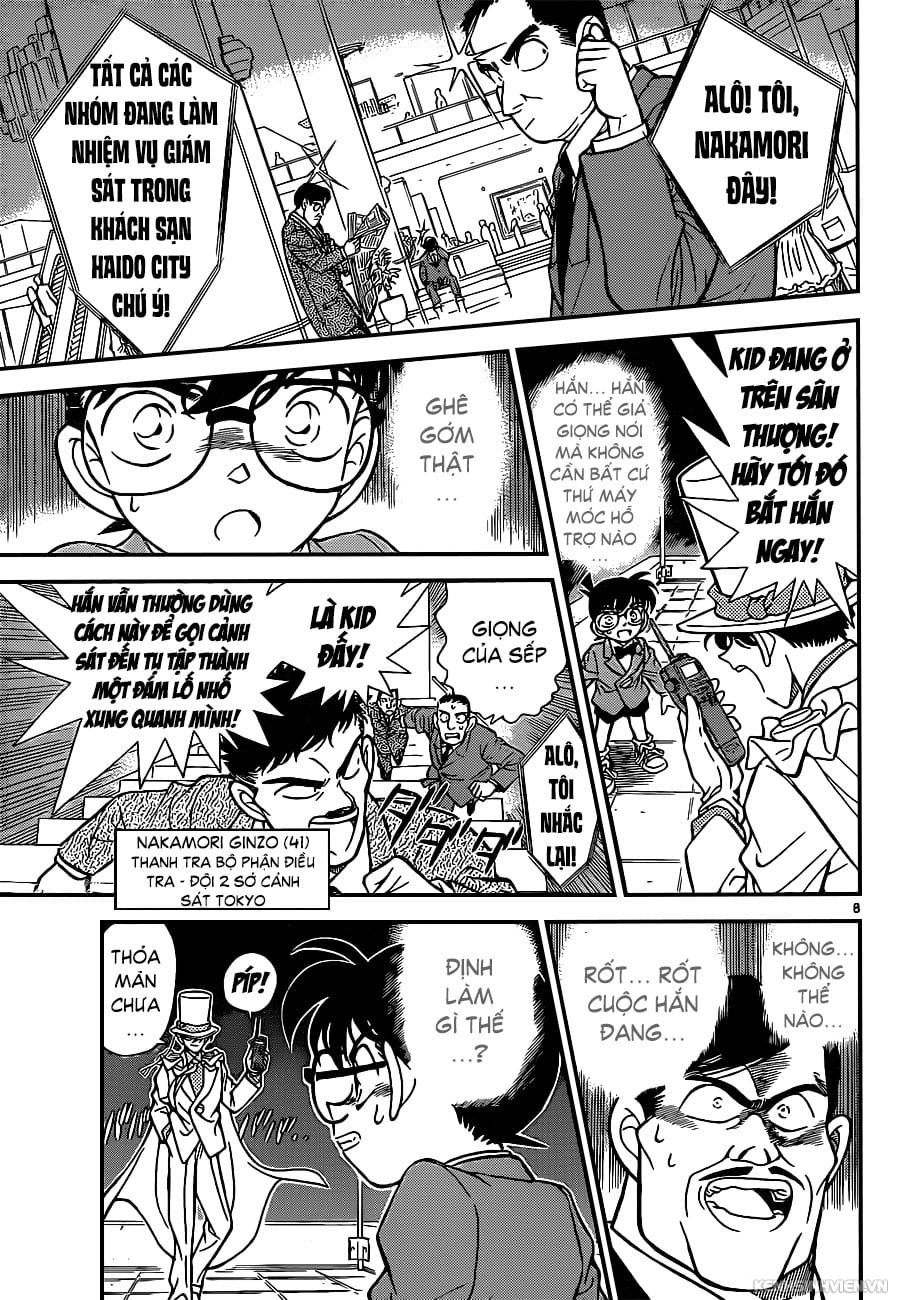 ALÔ! TÔI,
NAKAMORI
ĐÂY!
TẤT CẢ CÁC
NHÓM ĐANG LÀM
NHIỆM VỤ GIÁM
SÁT TRONG
KHÁCH SẠN
HAIDO CITY
CHÚ Ý!
KID ĐANG Ở
TRÊN SÂN
THƯỢNG!
HÃY TỚI ĐÓ
BẮT HẮN
NGAY!
HẮN... HẮN
CÓ THỂ GIẢ
GIỌNG NÓI
MÀ KHÔNG
CẦN BẤT CỨ
THỨ MÁY
MÓC HỖ
TRỢ NÀO
...
GHÊ
GỚM
THẬT
...
ALÔ,
TÔI
NHẮC
LẠI!
GIỌNG
CỦA SẾP
...
LÀ KID
ĐẤY!
HẮN VẪN THƯỜNG DÙNG
CÁCH NÀY ĐỂ GỌI CẢNH
SÁT ĐẾN TỤ TẬP THÀNH
MỘT ĐÁM LỐ NHỐ
XUNG QUANH MÌNH!
ダダダッ
NAKAMORI GINZO (41)
THANH TRA BỘ PHẬN ĐIỀU
TRA - ĐỘI 2 SỞ CẢNH
SÁT TOKYO
8
KHÔNG...
KHÔNG
THỂ
NÀO...
RỐT... RỐT
CUỘC HẮN
ĐANG...
ĐỊNH
LÀM
GÌ THẾ
...?
PÍP!
THỎA
MÃN
CHƯA
...